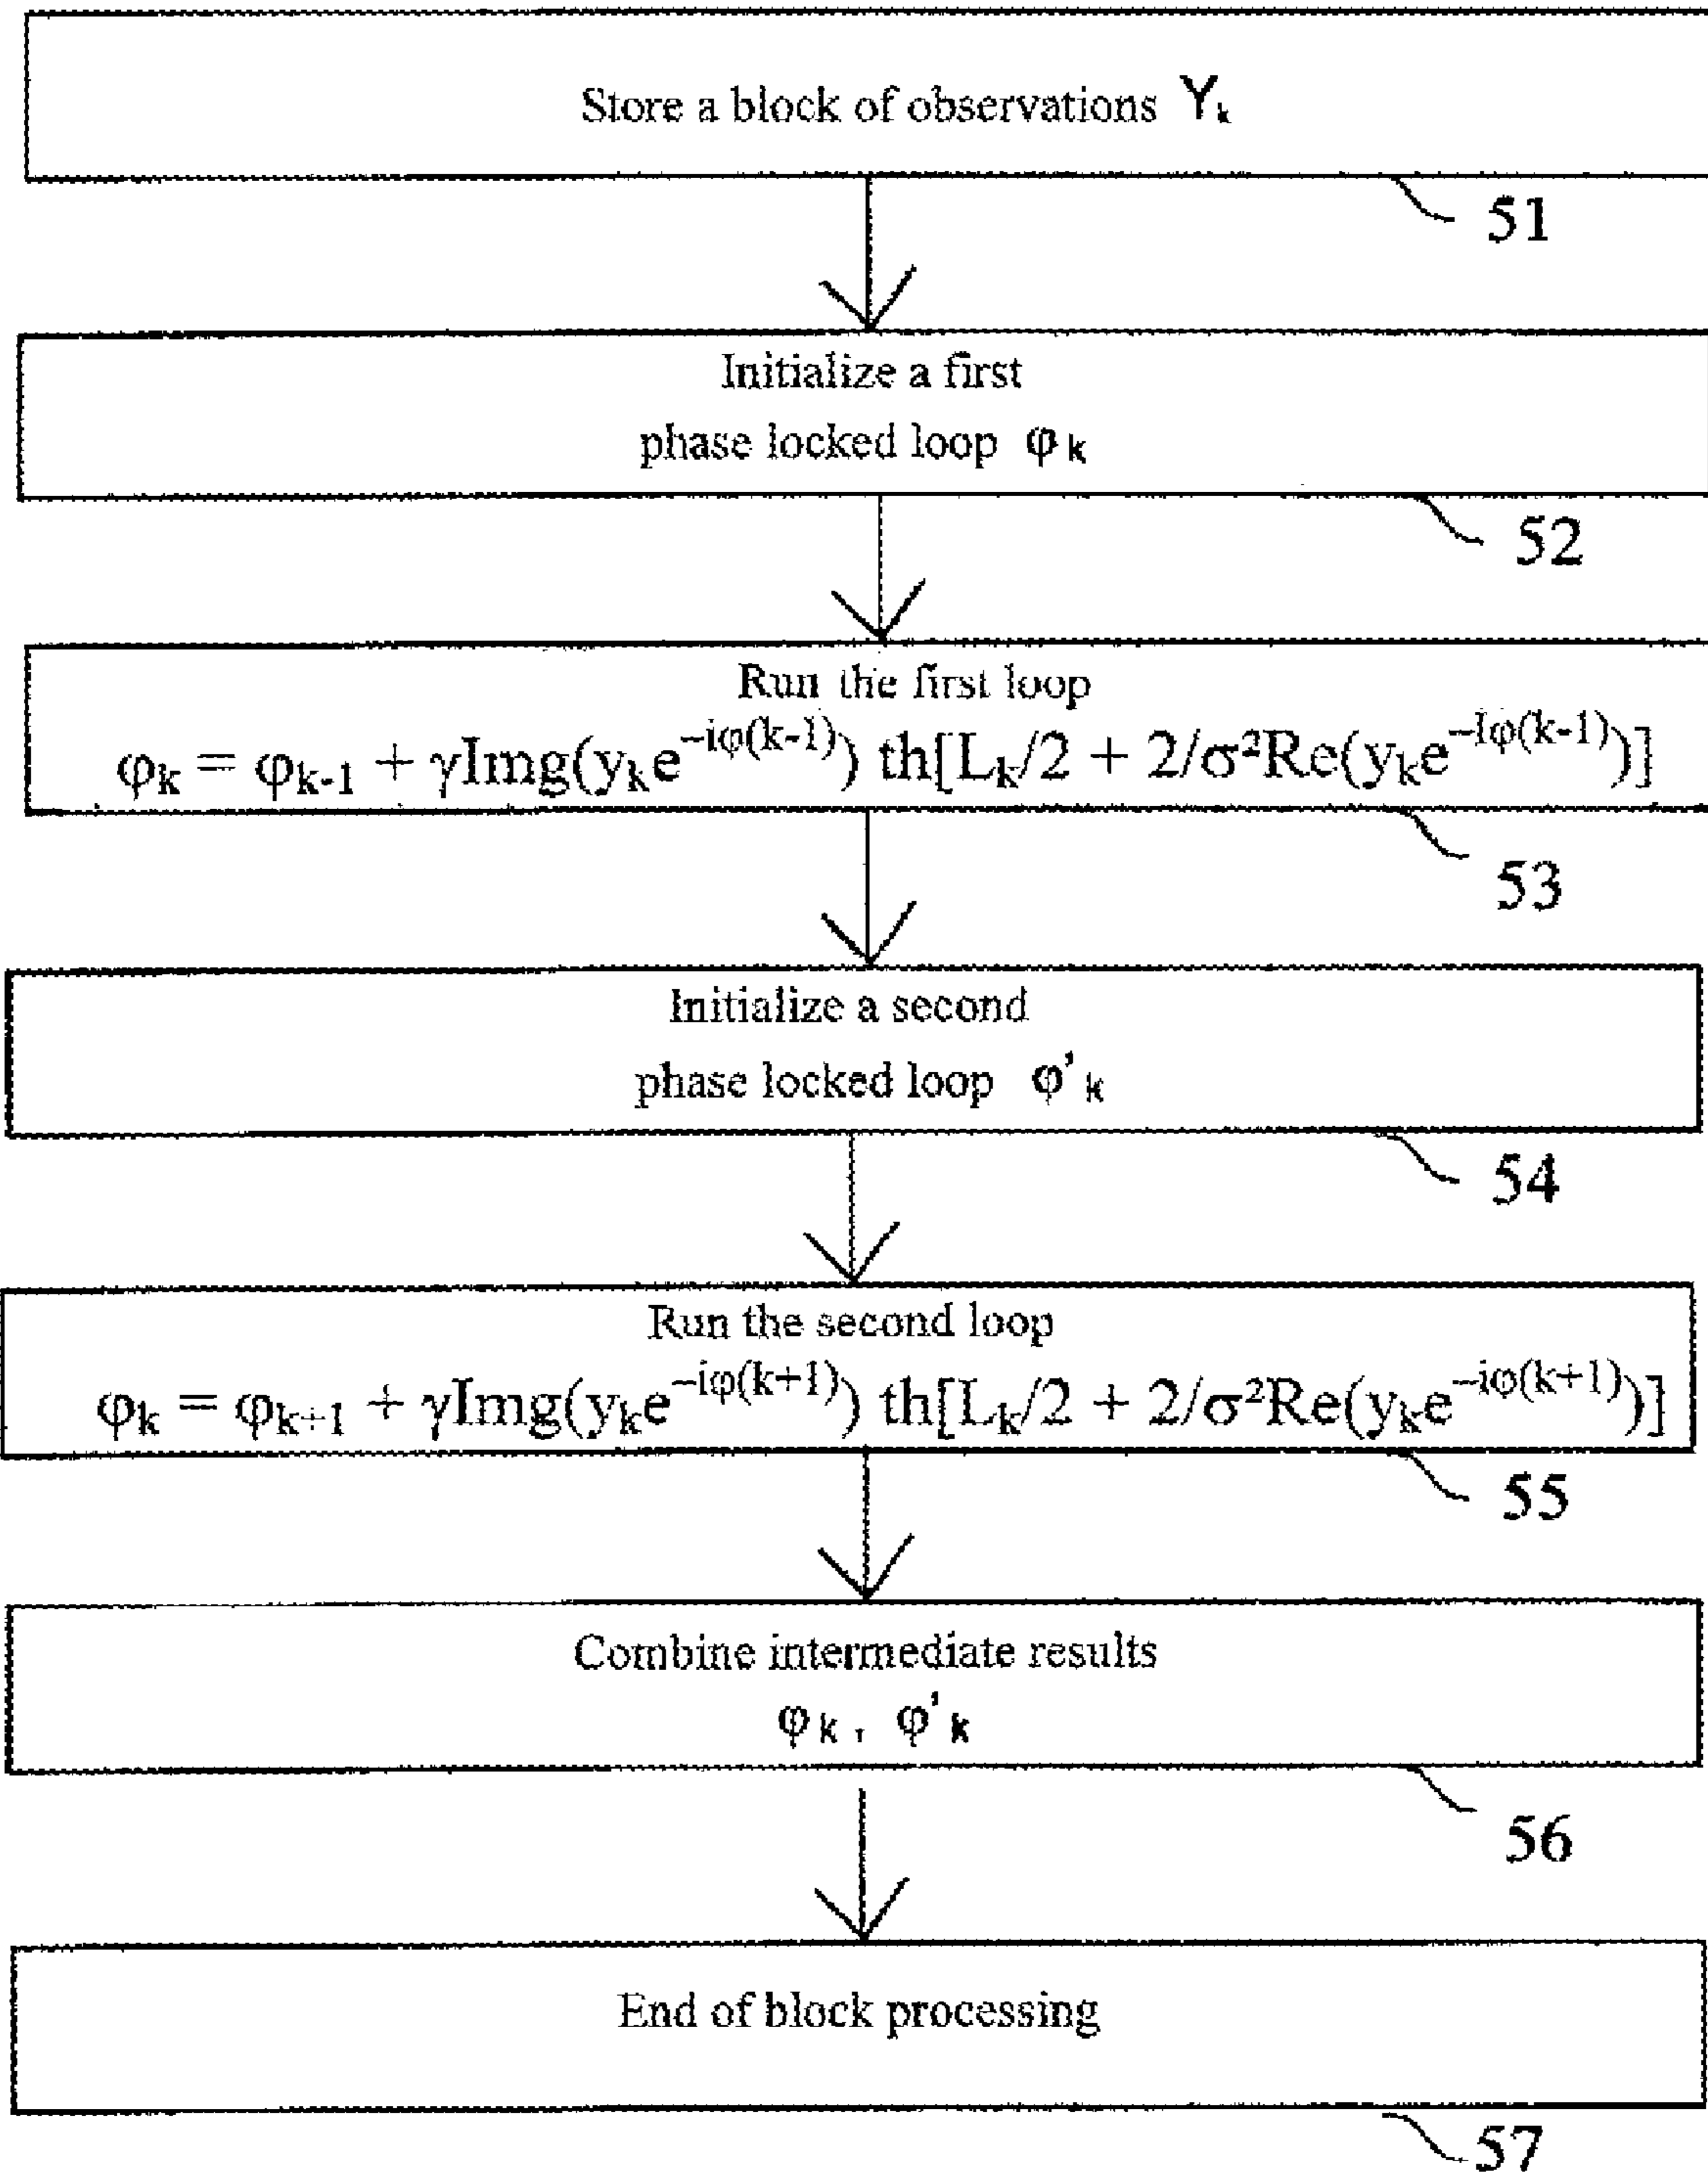 Store a block of observations Yₖ
51
Initialize a first
phase locked loop φ k
52
Run the first loop
φₖ = φₖ₋₁ + γImg(yₖe^–iφ(k-1)) th[Lₖ/2 + 2/σ²Re(yₖe^–Iφ(k-1))]
53
Initialize a second
phase locked loop φ' k
54
Run the second loop
φₖ = φₖ₊₁ + γImg(yₖe^–iφ(k+1)) th[Lₖ/2 + 2/σ²Re(yₖe^–iφ(k+1))]
55
Combine intermediate results
φ k , φ' k
56
End of block processing
57